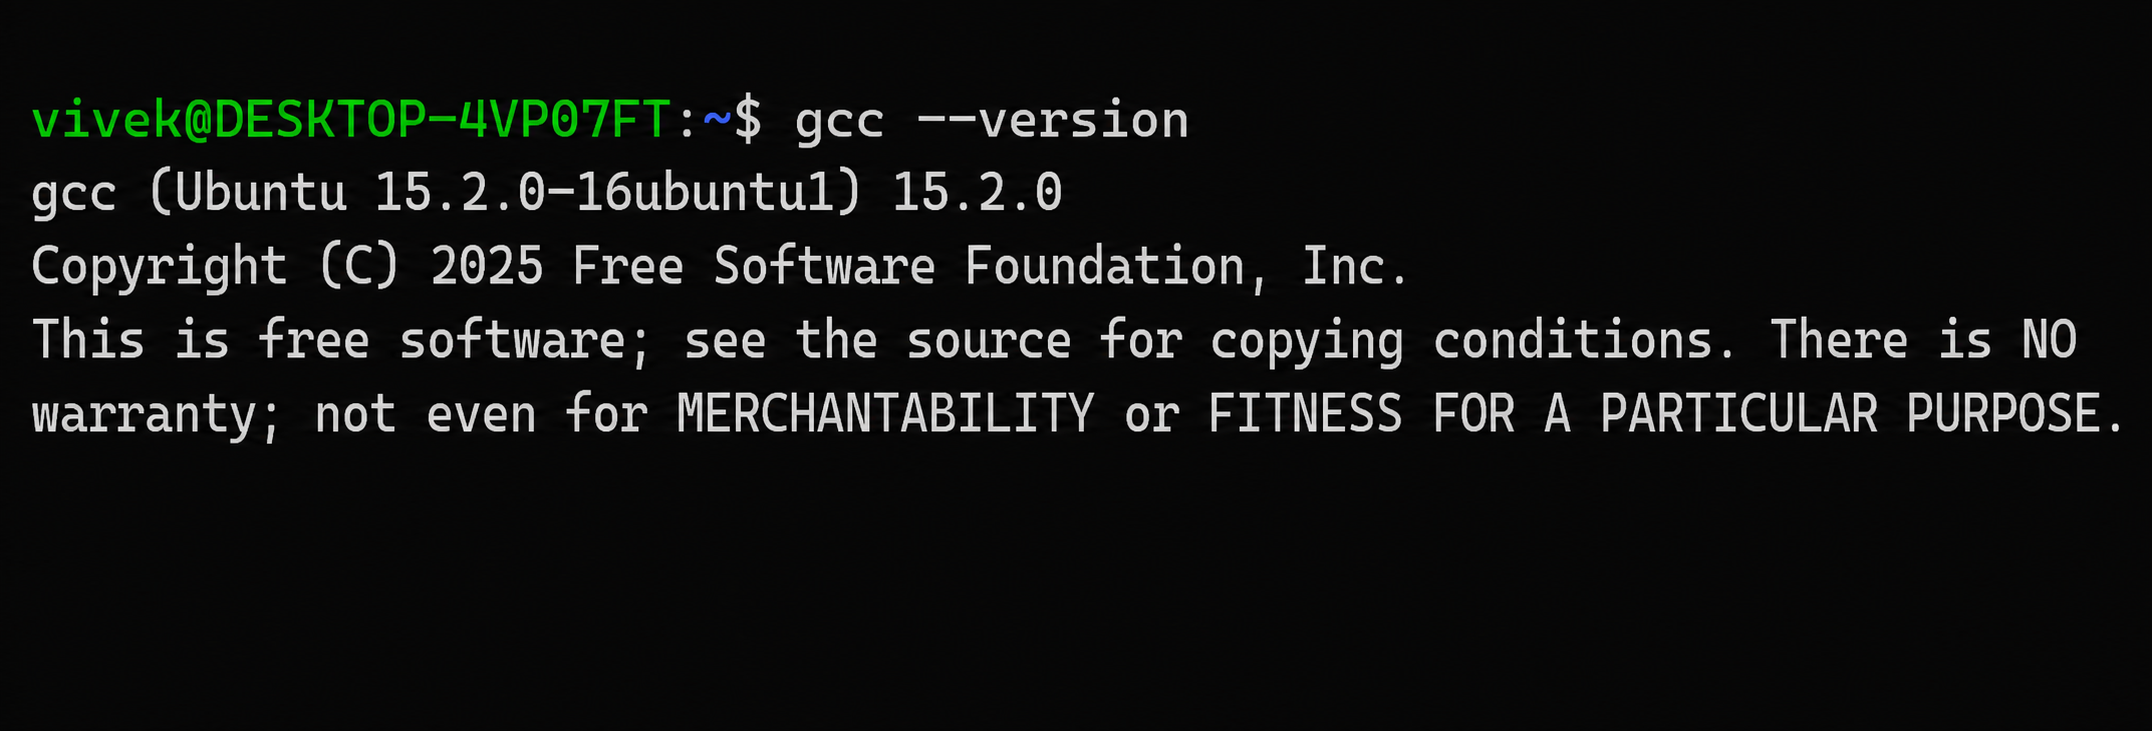 vivek@DESKTOP-4VP07FT:~$ gcc --version
gcc (Ubuntu 15.2.0-16ubuntu1) 15.2.0
Copyright (C) 2025 Free Software Foundation, Inc.
This is free software; see the source for copying conditions. There is NO
warranty; not even for MERCHANTABILITY or FITNESS FOR A PARTICULAR PURPOSE.